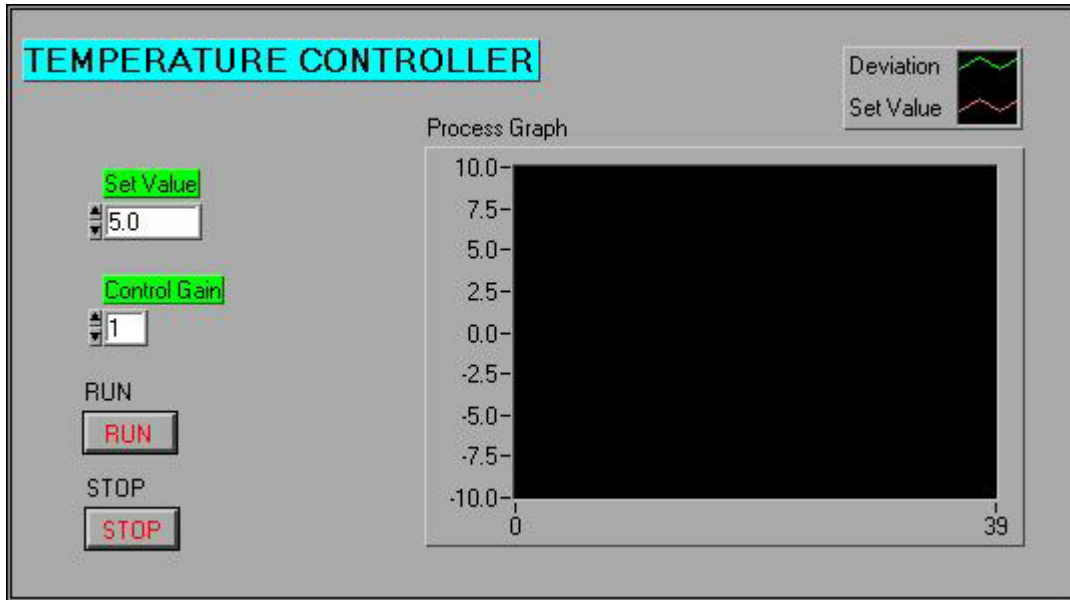 TEMPERATURE CONTROLLER
Deviation
Set Value
Process Graph
Set Value
5.0
Control Gain
1
RUN
RUN
STOP
STOP
10.0
7.5
5.0
2.5
0.0
-2.5
-5.0
-7.5
-10.0
0 39